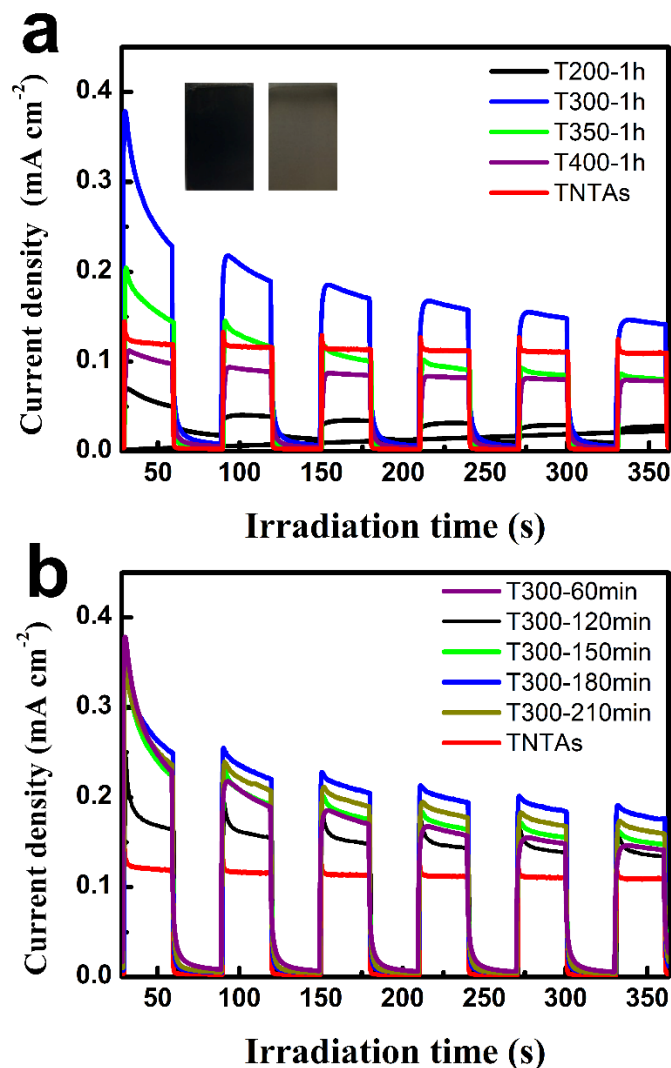 a
T200-1h
T300-1h
T350-1h
T400-1h
TNTAs
0.4
0.3
0.2
0.1
0.0
Current density (mA cm-2)
50 100 150 200 250 300 350
Irradiation time (s)
b
T300-60min
T300-120min
T300-150min
T300-180min
T300-210min
TNTAs
0.4
0.3
0.2
0.1
0.0
Current density (mA cm-2)
50 100 150 200 250 300 350
Irradiation time (s)